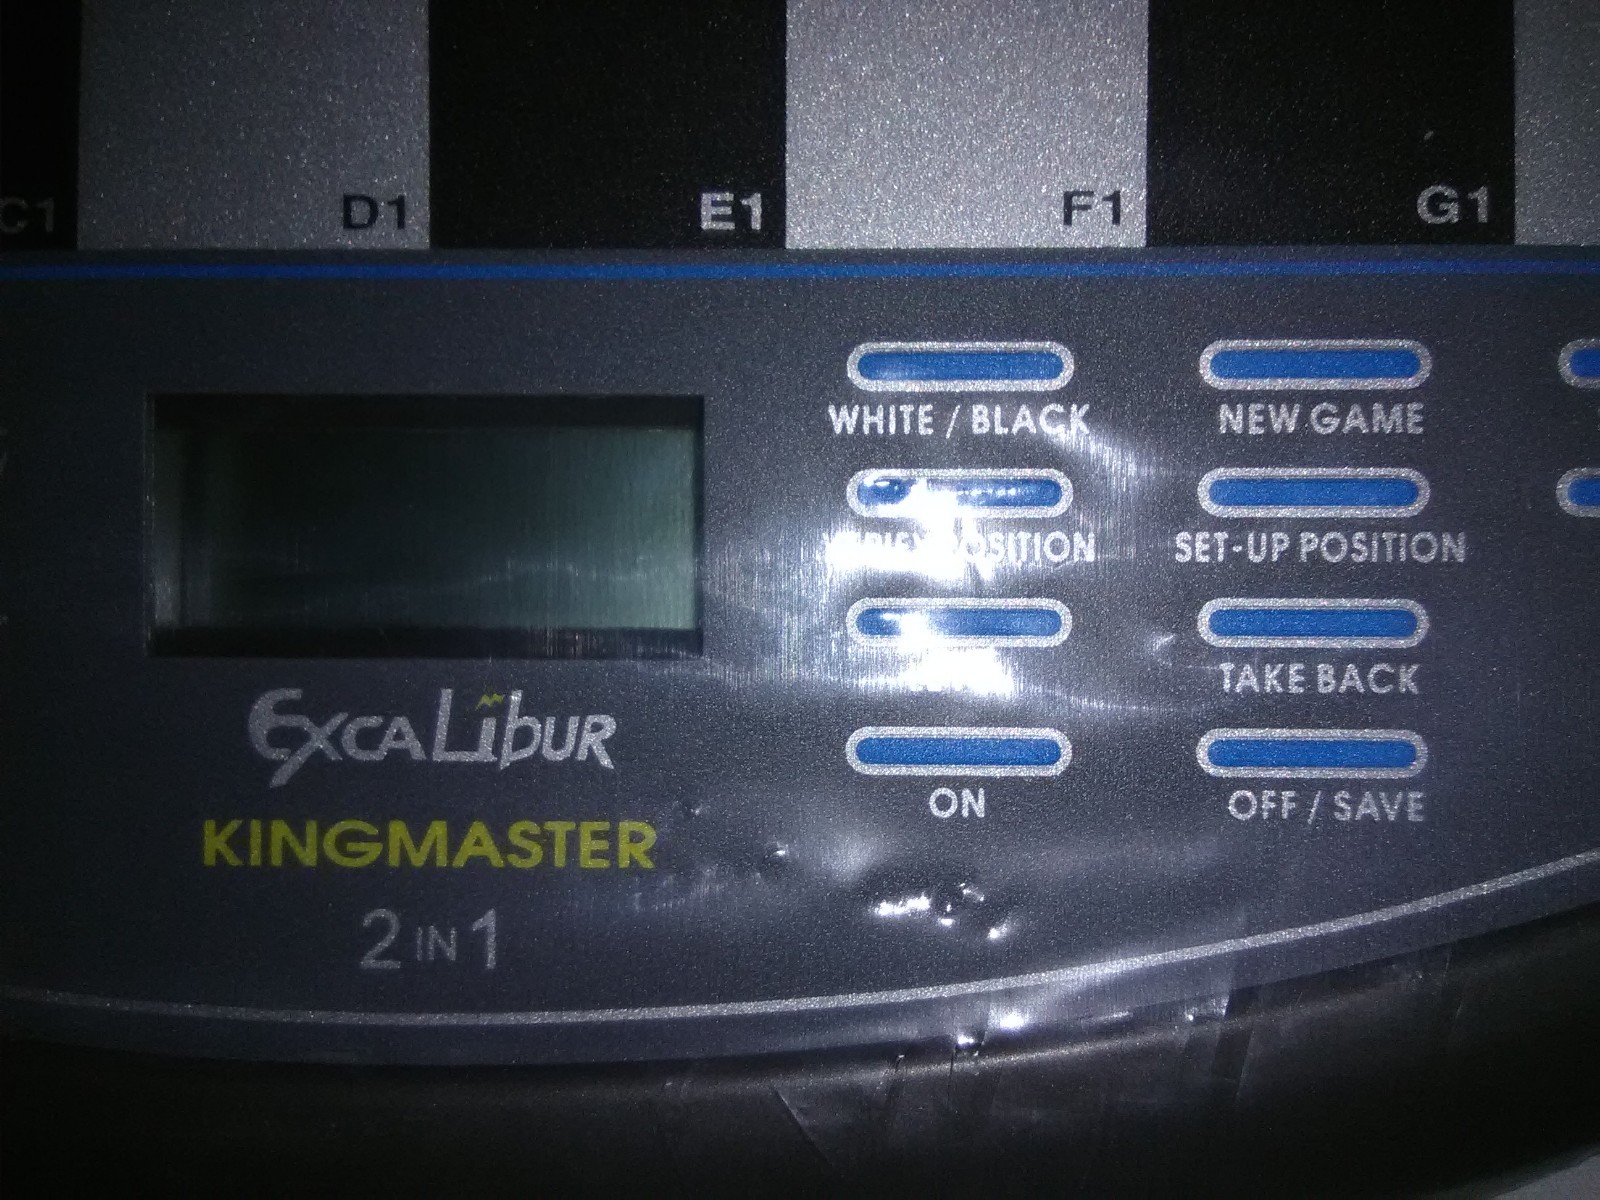 C1
D1
E1
F1
G1
WHITE / BLACK
NEW GAME
POSITION
SET-UP POSITION
TAKE BACK
ON
OFF / SAVE
EXCALIBUR
KINGMASTER
2 IN 1